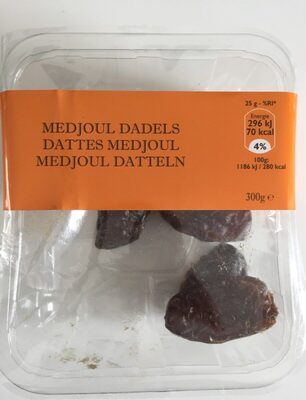 MEDJOUL DADELS
DATTES MEDJOUL
MEDJOUL DATTELN
25 g - %RI*
Energie
296 kJ
70 kcal
4%
100g:
1186 kJ / 280 kcal
300g e